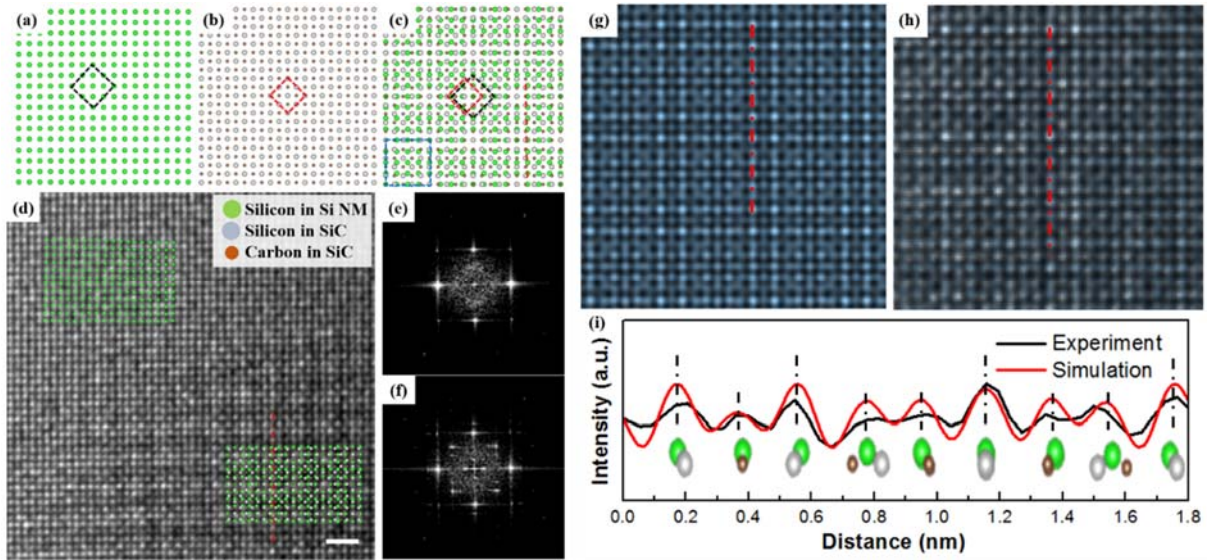 (a)
(b)
(c)
(d)
Silicon in Si NM
Silicon in SiC
Carbon in SiC
(e)
(f)
(g)
(h)
(i)
Experiment
Simulation
Intensity (a.u.)
0.0 0.2 0.4 0.6 0.8 1.0 1.2 1.4 1.6 1.8
Distance (nm)